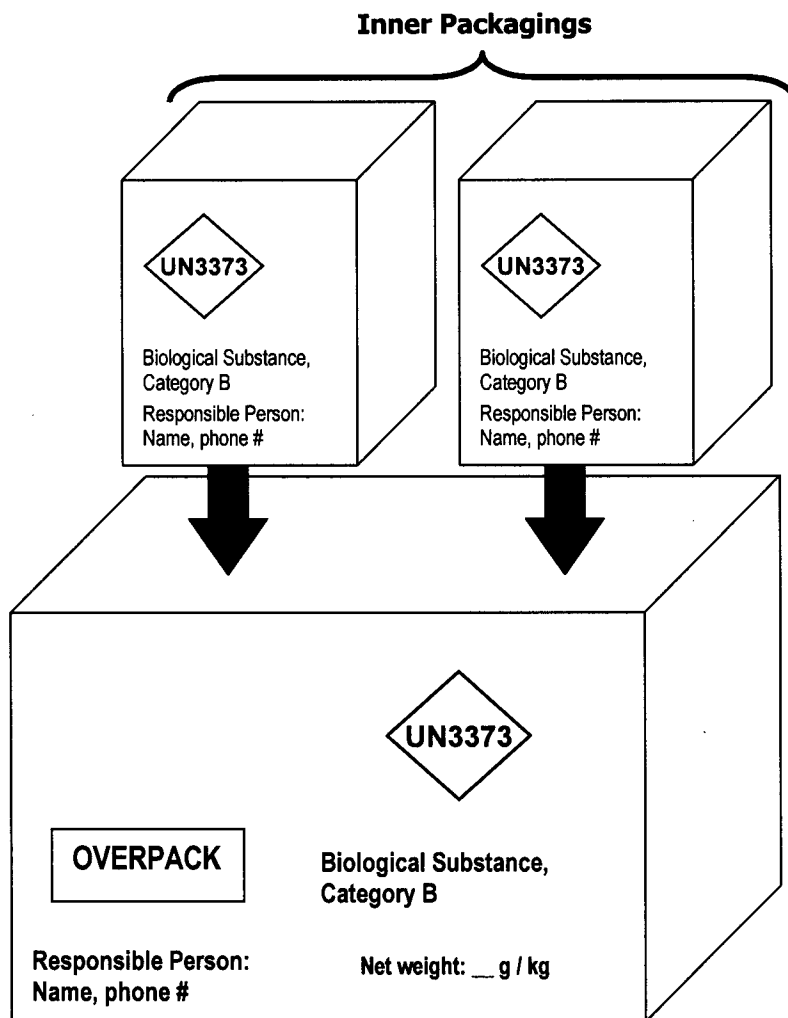 Inner Packagings
UN3373
Biological Substance,
Category B
Responsible Person:
Name, phone #
UN3373
Biological Substance,
Category B
Responsible Person:
Name, phone #
UN3373
OVERPACK
Biological Substance,
Category B
Responsible Person:
Name, phone #
Net weight: __ g / kg